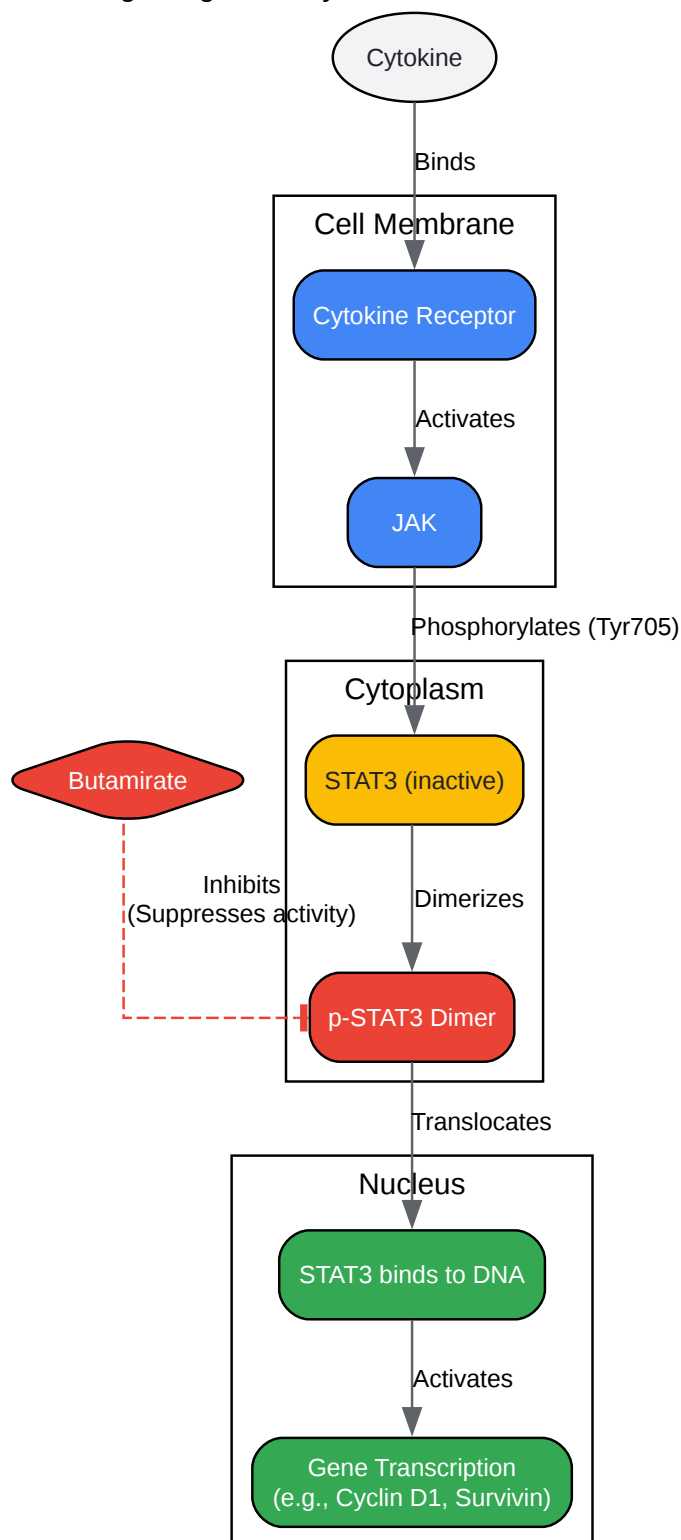 Cytokine
Binds
Cell Membrane
Cytokine Receptor
Activates
JAK
Phosphorylates (Tyr705)
Cytoplasm
STAT3 (inactive)
Butamirate
Inhibits
(Suppresses activity)
Dimerizes
p-STAT3 Dimer
Translocates
Nucleus
STAT3 binds to DNA
Activates
Gene Transcription
(e.g., Cyclin D1, Survivin)